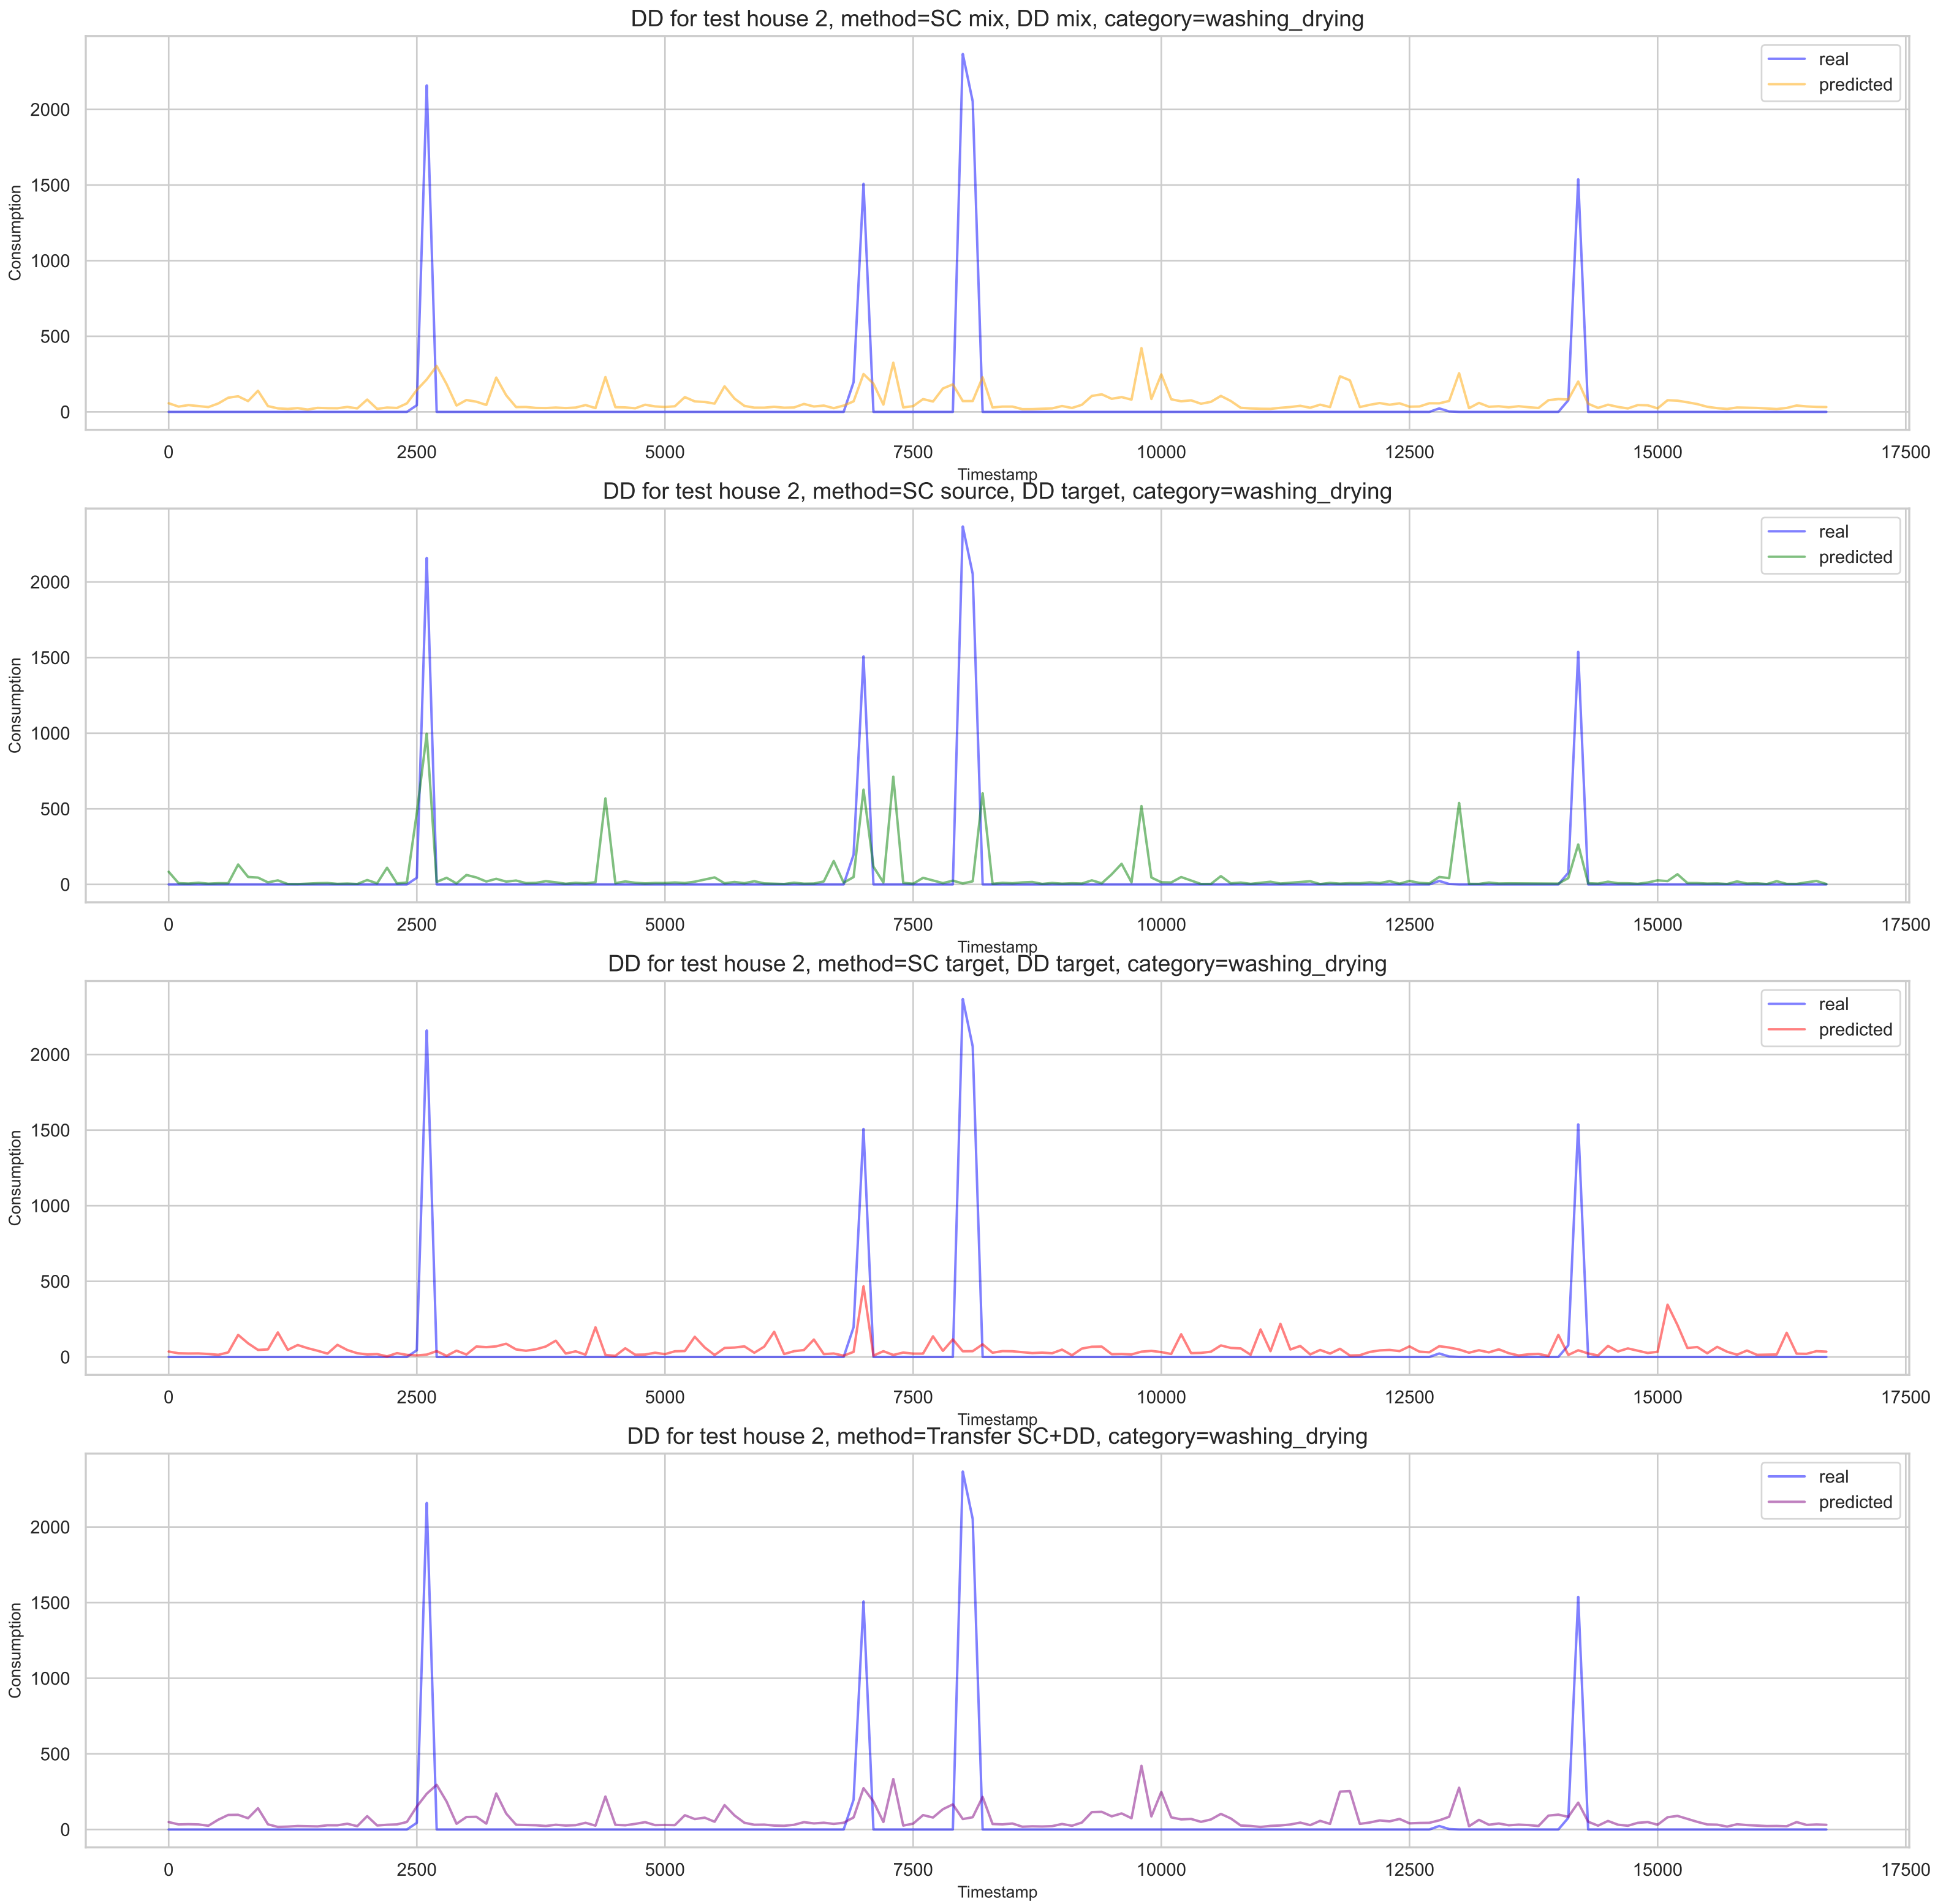 DD for test house 2, method=SC mix, DD mix, category=washing_drying
real
predicted
Consumption
2000
1500
1000
500
0
0 2500 5000 7500 10000 12500 15000 17500
Timestamp
DD for test house 2, method=SC source, DD target, category=washing_drying
real
predicted
Consumption
2000
1500
1000
500
0
0 2500 5000 7500 10000 12500 15000 17500
Timestamp
DD for test house 2, method=SC target, DD target, category=washing_drying
real
predicted
Consumption
2000
1500
1000
500
0
0 2500 5000 7500 10000 12500 15000 17500
Timestamp
DD for test house 2, method=Transfer SC+DD, category=washing_drying
real
predicted
Consumption
2000
1500
1000
500
0
0 2500 5000 7500 10000 12500 15000 17500
Timestamp